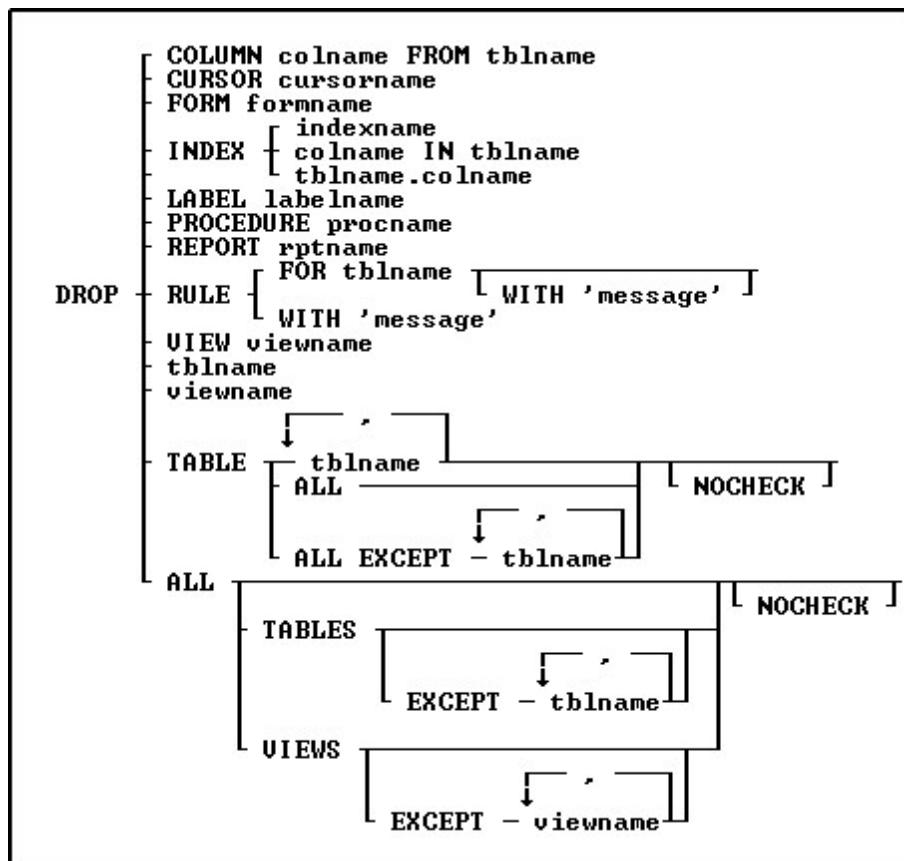 COLUMN colname FROM tblname
CURSOR cursorname
FORM formname
indexname
INDEX colname IN tblname
tblname.colname
LABEL labelname
PROCEDURE procname
REPORT rptname
FOR tblname
DROP RULE WITH 'message'
WITH 'message'
VIEW viewname
tblname
viewname
,
TABLE tblname
ALL NOCHECK
,
ALL EXCEPT tblname
ALL
NOCHECK
TABLES
,
EXCEPT tblname
VIEWS
,
EXCEPT viewname